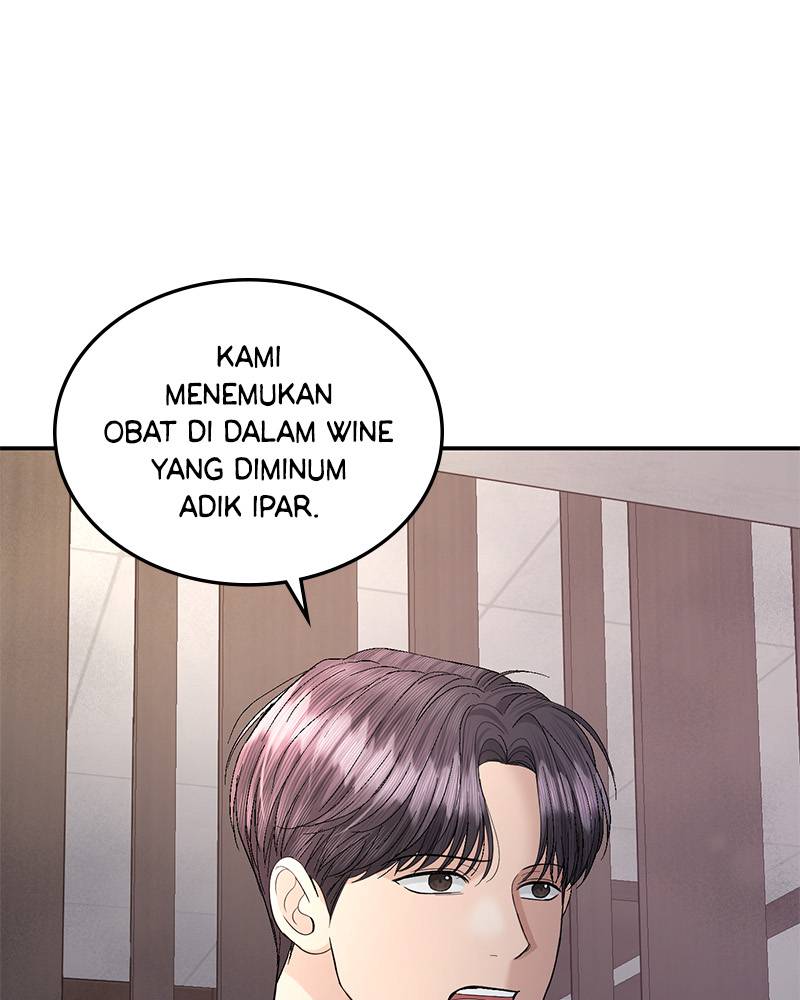 KAMI
MENEMUKAN
OBAT DI DALAM WINE
YANG DIMINUM
ADIK IPAR.